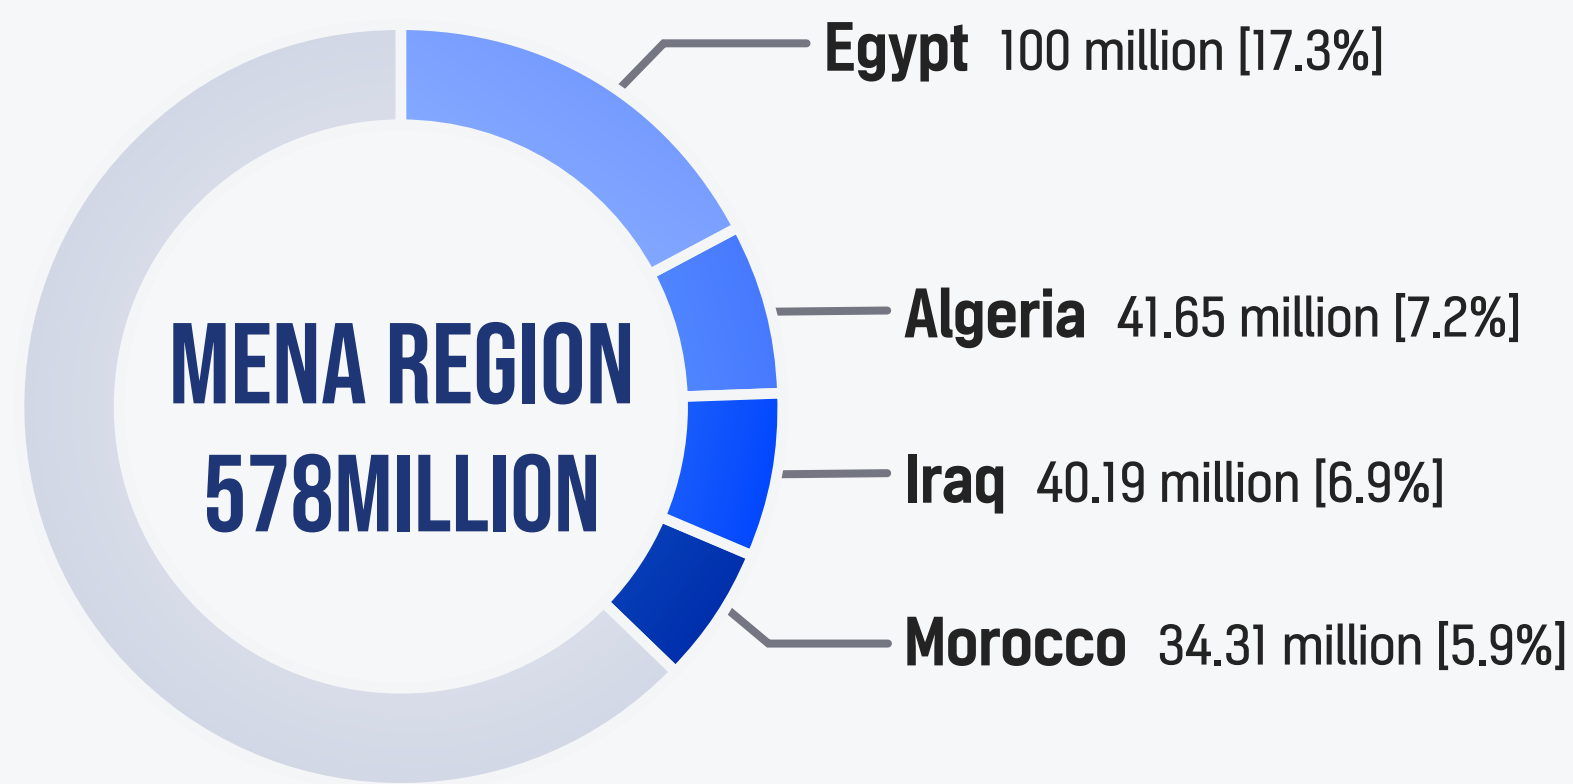 Egypt 100 million [17.3%]
Algeria 41.65 million [7.2%]
MENA REGION
578MILLION
Iraq 40.19 million [6.9%]
Morocco 34.31 million [5.9%]